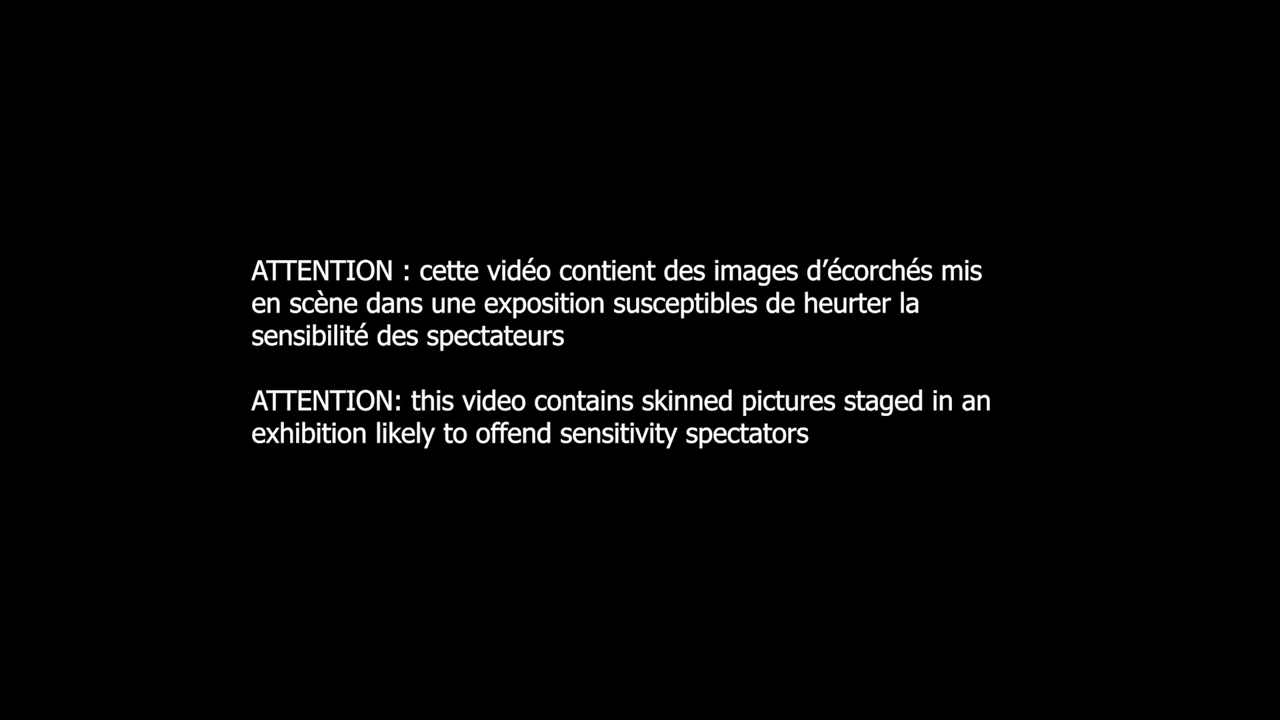 ATTENTION : cette vidéo contient des images d’écorchés mis
en scène dans une exposition susceptibles de heurter la
sensibilité des spectateurs
ATTENTION: this video contains skinned pictures staged in an
exhibition likely to offend sensitivity spectators